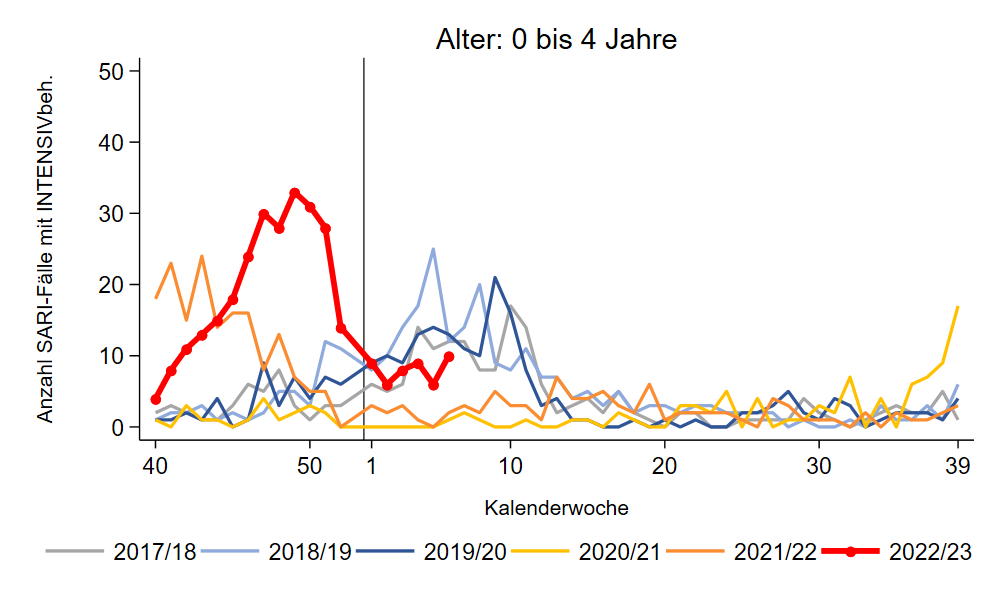 Alter: 0 bis 4 Jahre
Anzahl SARI-Fälle mit INTENSIVbeh.
50
40
30
20
10
0
40 50 1 10 20 30 39
Kalenderwoche
2017/18 2018/19 2019/20 2020/21 2021/22 2022/23